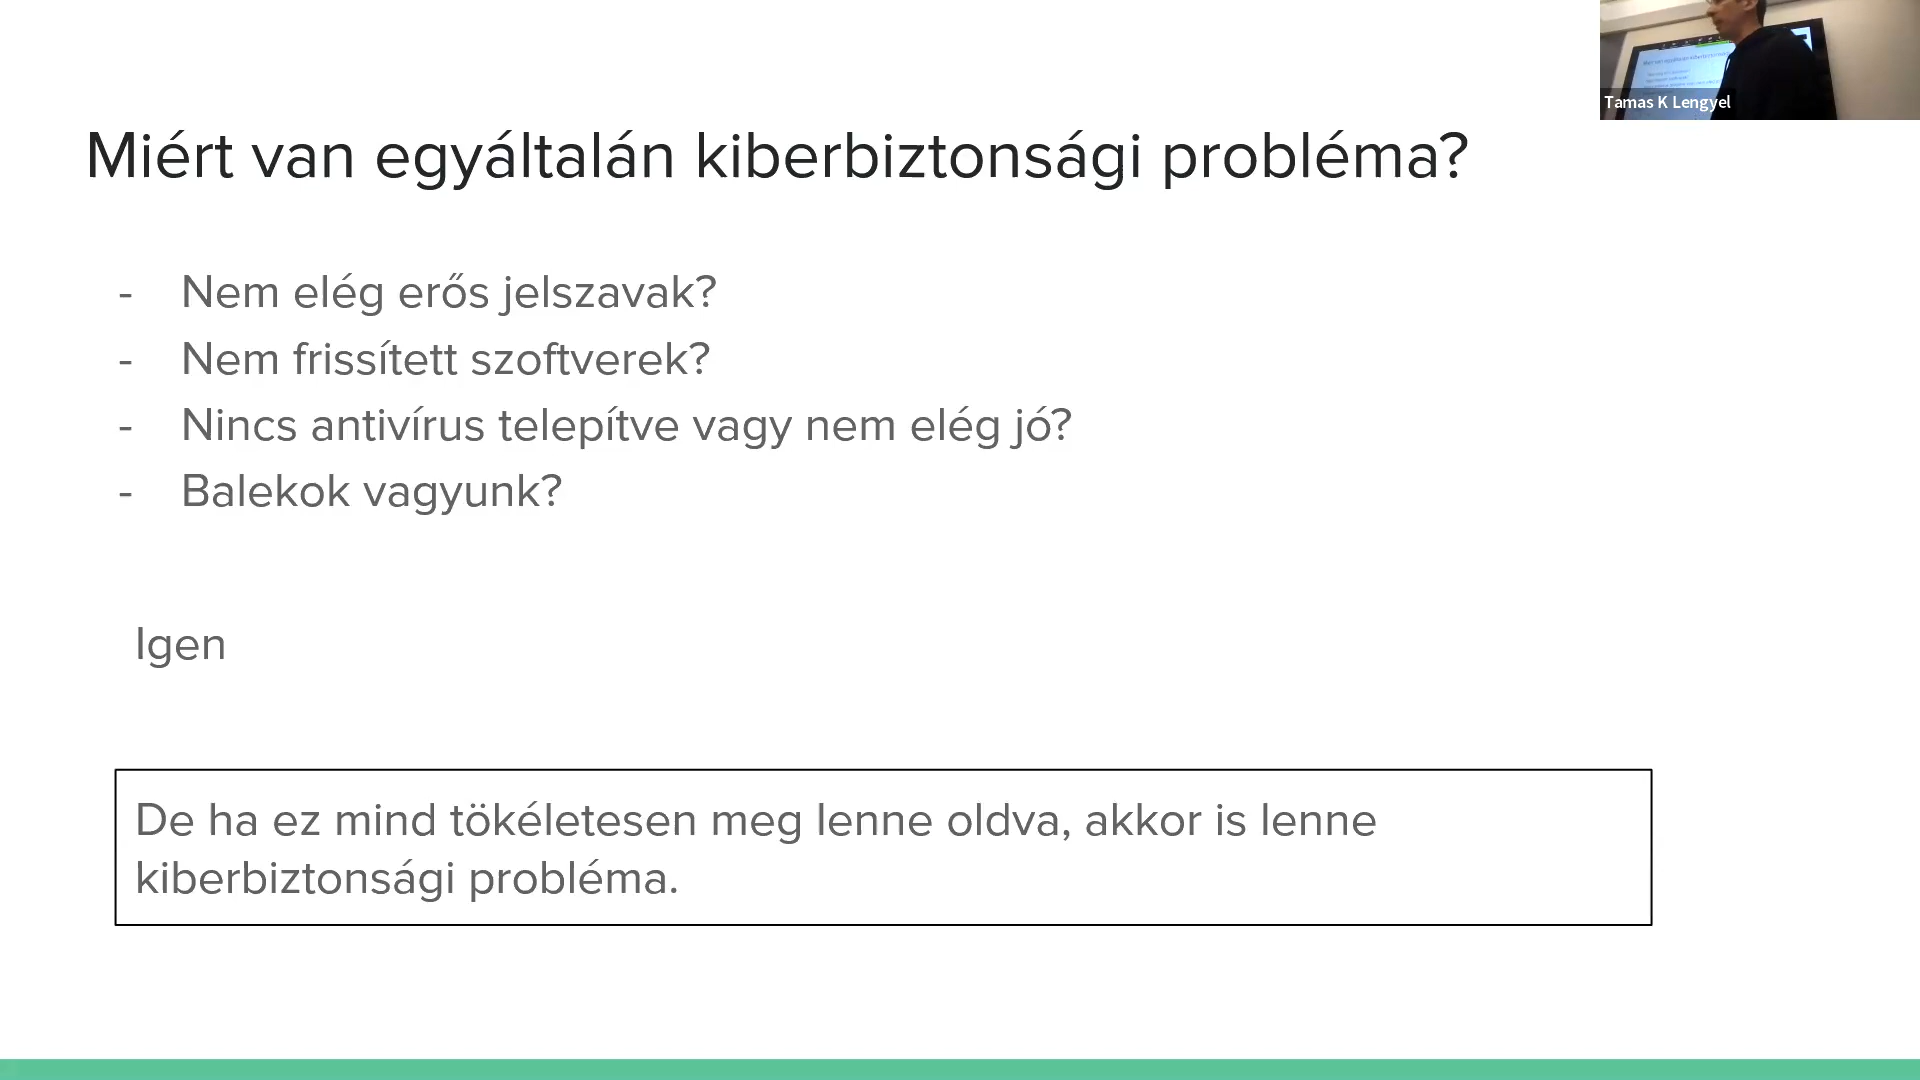 Miért van egyáltalán kiberbiztonsági probléma?
- Nem elég erős jelszavak?
- Nem frissített szoftverek?
- Nincs antivírus telepítve vagy nem elég jó?
- Balekok vagyunk?
Igen
De ha ez mind tökéletesen meg lenne oldva, akkor is lenne
kiberbiztonsági probléma.
Tamas K Lengyel